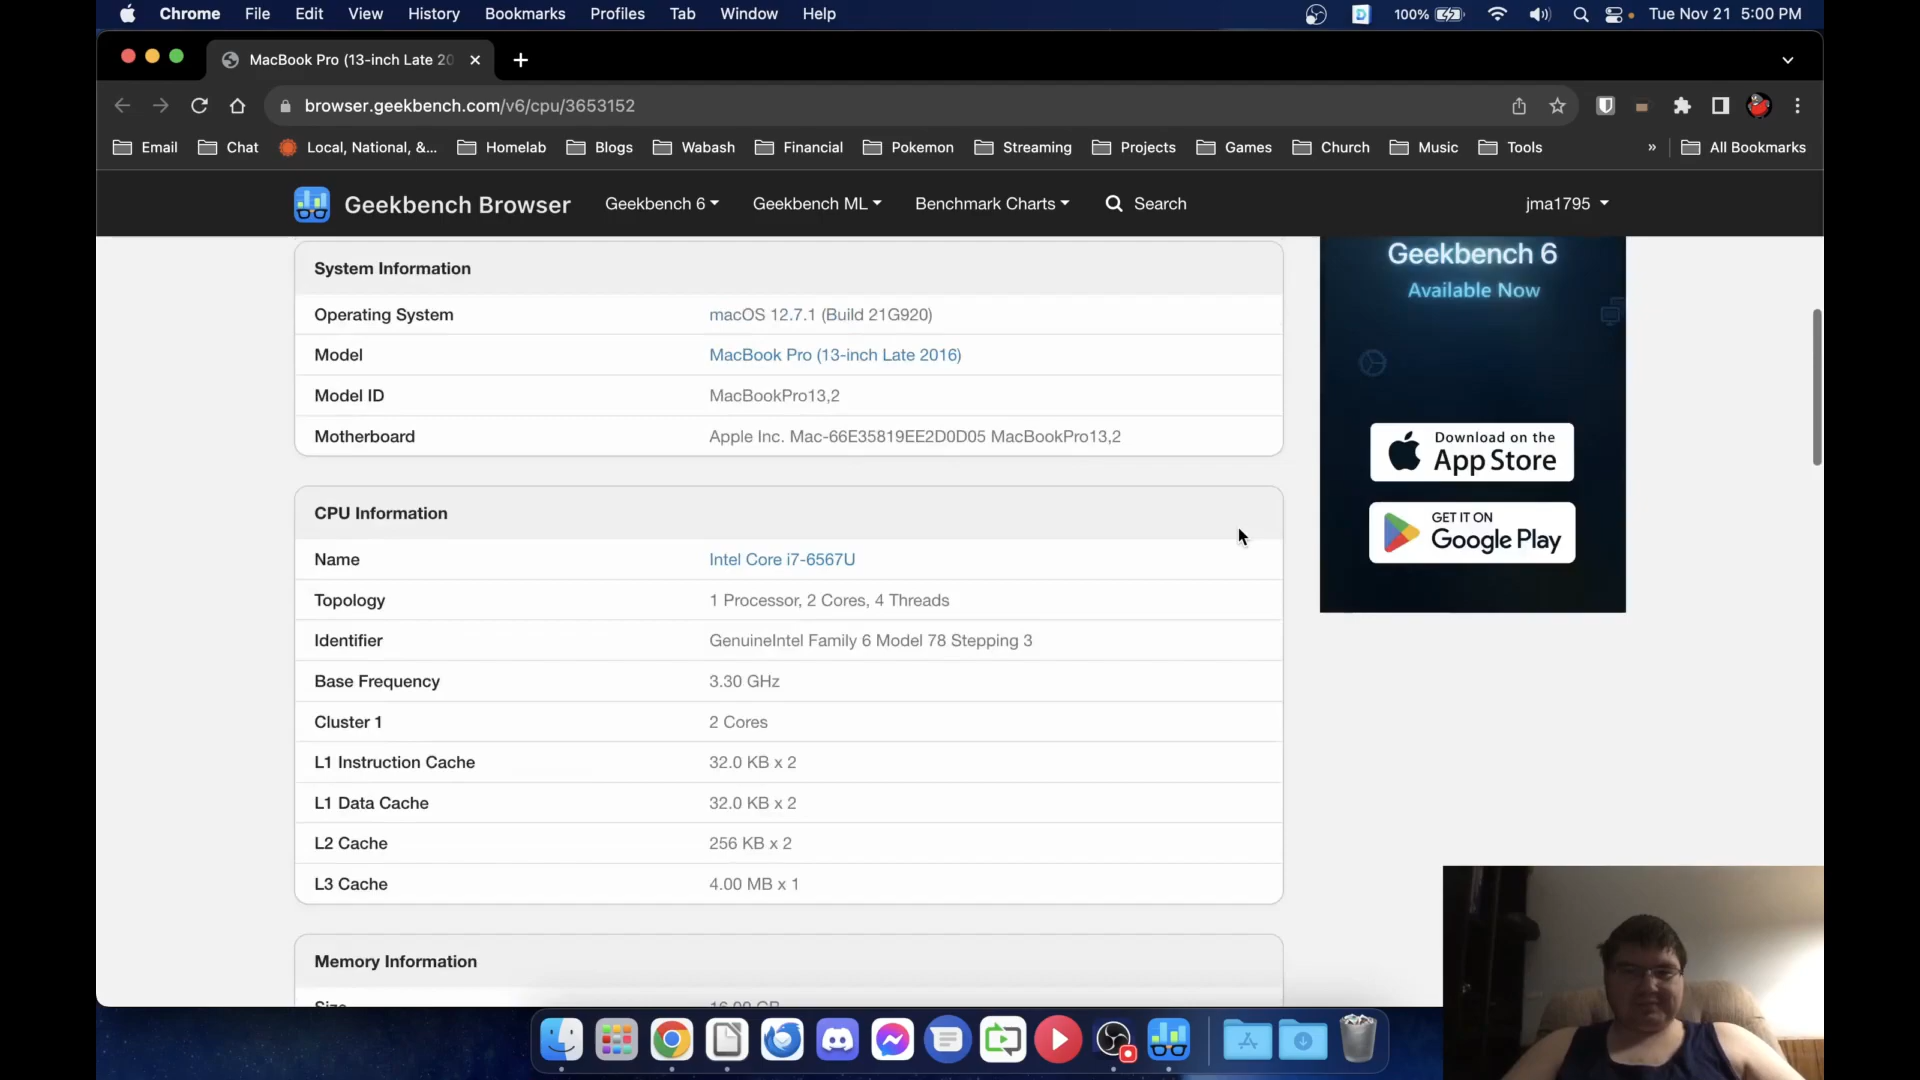 Chrome File Edit View History Bookmarks Profiles Tab Window Help 100% Tue Nov 21 5:00 PM
MacBook Pro (13-inch Late 20
browser.geekbench.com/v6/cpu/3653152
Email Chat Local, National, &... Homelab Blogs Wabash Financial Pokemon Streaming Projects Games Church Music Tools » All Bookmarks
Geekbench Browser Geekbench 6 Geekbench ML Benchmark Charts Search jma1795
System Information
Operating System macOS 12.7.1 (Build 21G920)
Model MacBook Pro (13-inch Late 2016)
Model ID MacBookPro13,2
Motherboard Apple Inc. Mac-66E35819EE2D0D05 MacBookPro13,2
CPU Information
Name Intel Core i7-6567U
Topology 1 Processor, 2 Cores, 4 Threads
Identifier GenuineIntel Family 6 Model 78 Stepping 3
Base Frequency 3.30 GHz
Cluster 1 2 Cores
L1 Instruction Cache 32.0 KB x 2
L1 Data Cache 32.0 KB x 2
L2 Cache 256 KB x 2
L3 Cache 4.00 MB x 1
Memory Information
Geekbench 6
Available Now
Download on the
App Store
GET IT ON
Google Play